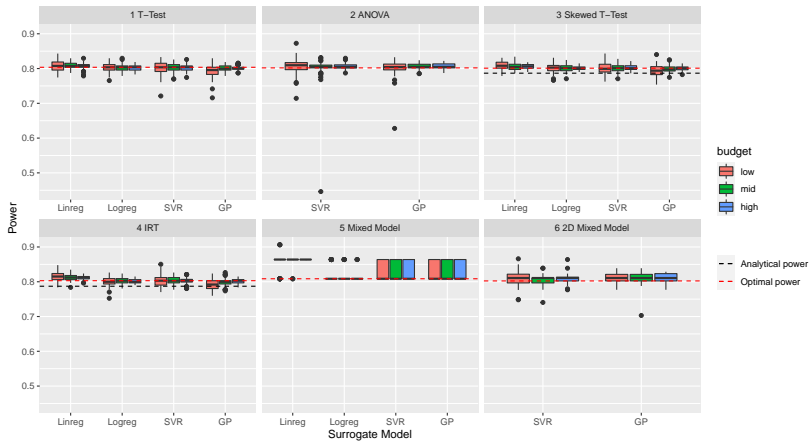 1 T−Test
2 ANOVA
3 Skewed T−Test
0.9
0.8
0.7
0.6
0.5
Linreg
Logreg
SVR
GP
SVR
GP
Linreg
Logreg
SVR
GP
4 IRT
5 Mixed Model
6 2D Mixed Model
0.9
0.8
0.7
0.6
0.5
Linreg
Logreg
SVR
GP
Linreg
Logreg
SVR
GP
SVR
GP
Power
Surrogate Model
budget
low
mid
high
Analytical power
Optimal power